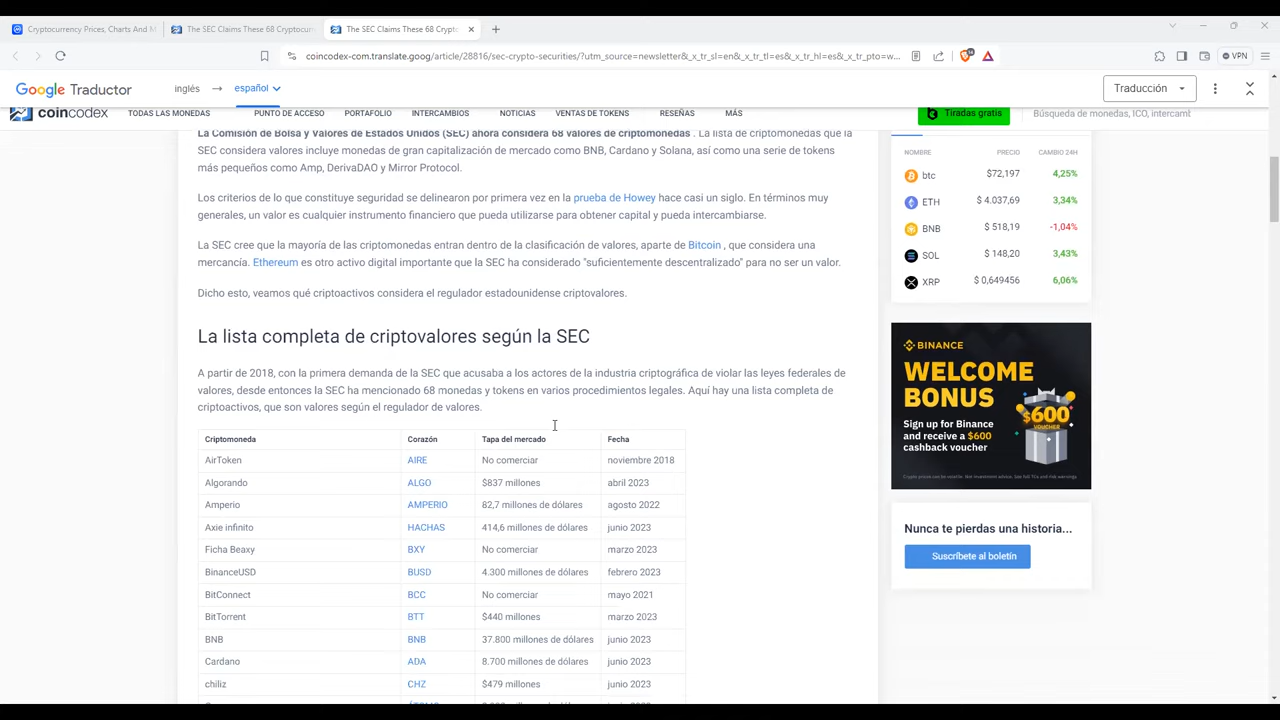 Cryptocurrency Prices, Charts And M
The SEC Claims These 68 Cryptocurr
The SEC Claims These 68 Crypto
coincodex-com.translate.goog/article/28816/sec-crypto-securities/?utm_source=newsletter&_x_tr_sl=en&_x_tr_tl=es&_x_tr_hl=es&_x_tr_pto=w...
VPN
Google Traductor
inglés → español
Traducción
coincodex
TODAS LAS MONEDAS
PUNTO DE ACCESO
PORTAFOLIO
INTERCAMBIOS
NOTICIAS
VENTAS DE TOKENS
RESEÑAS
MÁS
Tiradas gratis
Búsqueda de monedas, ICO, intercamt
La Comisión de Bolsa y Valores de Estados Unidos (SEC) ahora considera 68 valores de criptomonedas . La lista de criptomonedas que la
SEC considera valores incluye monedas de gran capitalización de mercado como BNB, Cardano y Solana, así como una serie de tokens
más pequeños como Amp, DerivaDAO y Mirror Protocol.
Los criterios de lo que constituye seguridad se delinearon por primera vez en la prueba de Howey hace casi un siglo. En términos muy
generales, un valor es cualquier instrumento financiero que pueda utilizarse para obtener capital y pueda intercambiarse.
La SEC cree que la mayoría de las criptomonedas entran dentro de la clasificación de valores, aparte de Bitcoin , que considera una
mercancía. Ethereum es otro activo digital importante que la SEC ha considerado "suficientemente descentralizado" para no ser un valor.
Dicho esto, veamos qué criptoactivos considera el regulador estadounidense criptovalores.
La lista completa de criptovalores según la SEC
A partir de 2018, con la primera demanda de la SEC que acusaba a los actores de la industria criptográfica de violar las leyes federales de
valores, desde entonces la SEC ha mencionado 68 monedas y tokens en varios procedimientos legales. Aquí hay una lista completa de
criptoactivos, que son valores según el regulador de valores.
Criptomoneda Corazón Tapa del mercado Fecha
AirToken AIRE No comerciar noviembre 2018
Algorando ALGO $837 millones abril 2023
Amperio AMPERIO 82,7 millones de dólares agosto 2022
Axie infinito HACHAS 414,6 millones de dólares junio 2023
Ficha Beaxy BXY No comerciar marzo 2023
BinanceUSD BUSD 4.300 millones de dólares febrero 2023
BitConnect BCC No comerciar mayo 2021
BitTorrent BTT $440 millones marzo 2023
BNB BNB 37.800 millones de dólares junio 2023
Cardano ADA 8.700 millones de dólares junio 2023
chiliz CHZ $479 millones junio 2023
NOMBRE PRECIO CAMBIO 24H
btc $72,197 4,25%
ETH $ 4.037,69 3,34%
BNB $ 518,19 -1,04%
SOL $ 148,20 3,43%
XRP $ 0,649456 6,06%
BINANCE
WELCOME
BONUS
Sign up for Binance
and receive a $600
cashback voucher
$600
VOUCHER
Nunca te pierdas una historia...
Suscríbete al boletín